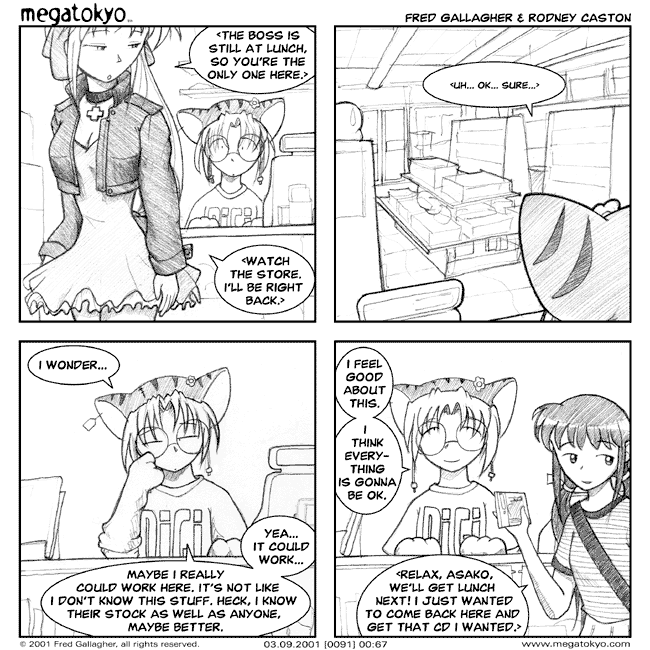 megatokyo™
FRED GALLAGHER & RODNEY CASTON
<THE BOSS IS
STILL AT LUNCH,
SO YOU'RE THE
ONLY ONE HERE.>
DiGi
<WATCH
THE STORE.
I'LL BE RIGHT
BACK.>
<UH... OK... SURE...>
I WONDER...
DiGi
YEA...
IT COULD
WORK...
MAYBE I REALLY
COULD WORK HERE. IT'S NOT LIKE
I DON'T KNOW THIS STUFF. HECK, I KNOW
THEIR STOCK AS WELL AS ANYONE,
MAYBE BETTER.
I FEEL
GOOD
ABOUT
THIS.
I
THINK
EVERY-
THING
IS GONNA
BE OK.
DiGi
<RELAX, ASAKO,
WE'LL GET LUNCH
NEXT! I JUST WANTED
TO COME BACK HERE AND
GET THAT CD I WANTED.>
© 2001 Fred Gallagher, all rights reserved.
03.09.2001 [0091] 00:67
www.megatokyo.com